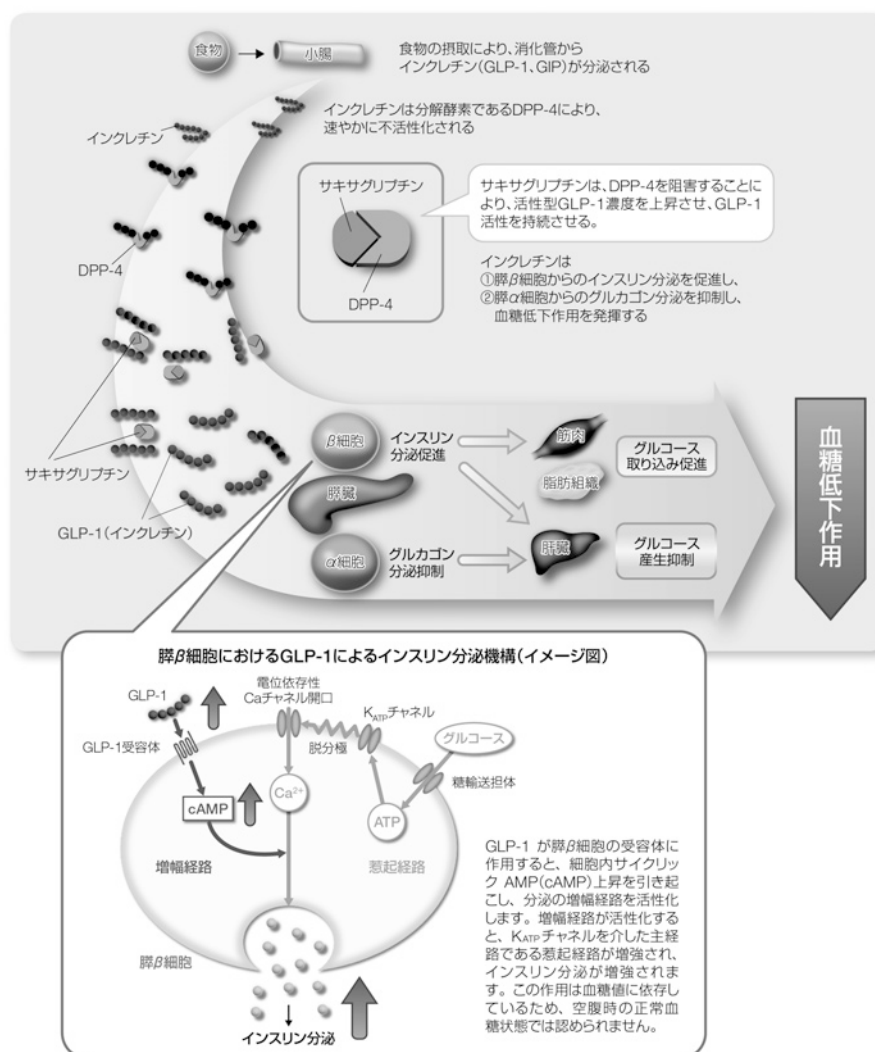 食物
小腸
食物の摂取により、消化管から
インクレチン(GLP-1、GIP)が分泌される
インクレチンは分解酵素であるDPP-4により、
速やかに不活性化される
インクレチン
DPP-4
サキサグリプチン
DPP-4
サキサグリプチンは、DPP-4を阻害することに
より、活性型GLP-1濃度を上昇させ、GLP-1
活性を持続させる。
インクレチンは
①膵β細胞からのインスリン分泌を促進し、
②膵α細胞からのグルカゴン分泌を抑制し、
血糖低下作用を発揮する
サキサグリプチン
GLP-1(インクレチン)
β細胞
インスリン
分泌促進
膵臓
α細胞
グルカゴン
分泌抑制
筋肉
脂肪組織
肝臓
グルコース
取り込み促進
グルコース
産生抑制
血糖低下作用
膵β細胞におけるGLP-1によるインスリン分泌機構(イメージ図)
GLP-1
GLP-1受容体
cAMP
増幅経路
電位依存性
Caチャネル開口
Ca²⁺
脱分極
KATPチャネル
グルコース
糖輸送担体
ATP
惹起経路
膵β細胞
インスリン分泌
GLP-1 が膵β細胞の受容体に
作用すると、細胞内サイクリッ
ク AMP(cAMP)上昇を引き起
こし、分泌の増幅経路を活性化
します。増幅経路が活性化する
と、KATPチャネルを介した主経
路である惹起経路が増強され、
インスリン分泌が増強されま
す。この作用は血糖値に依存し
ているため、空腹時の正常血
糖状態では認められません。